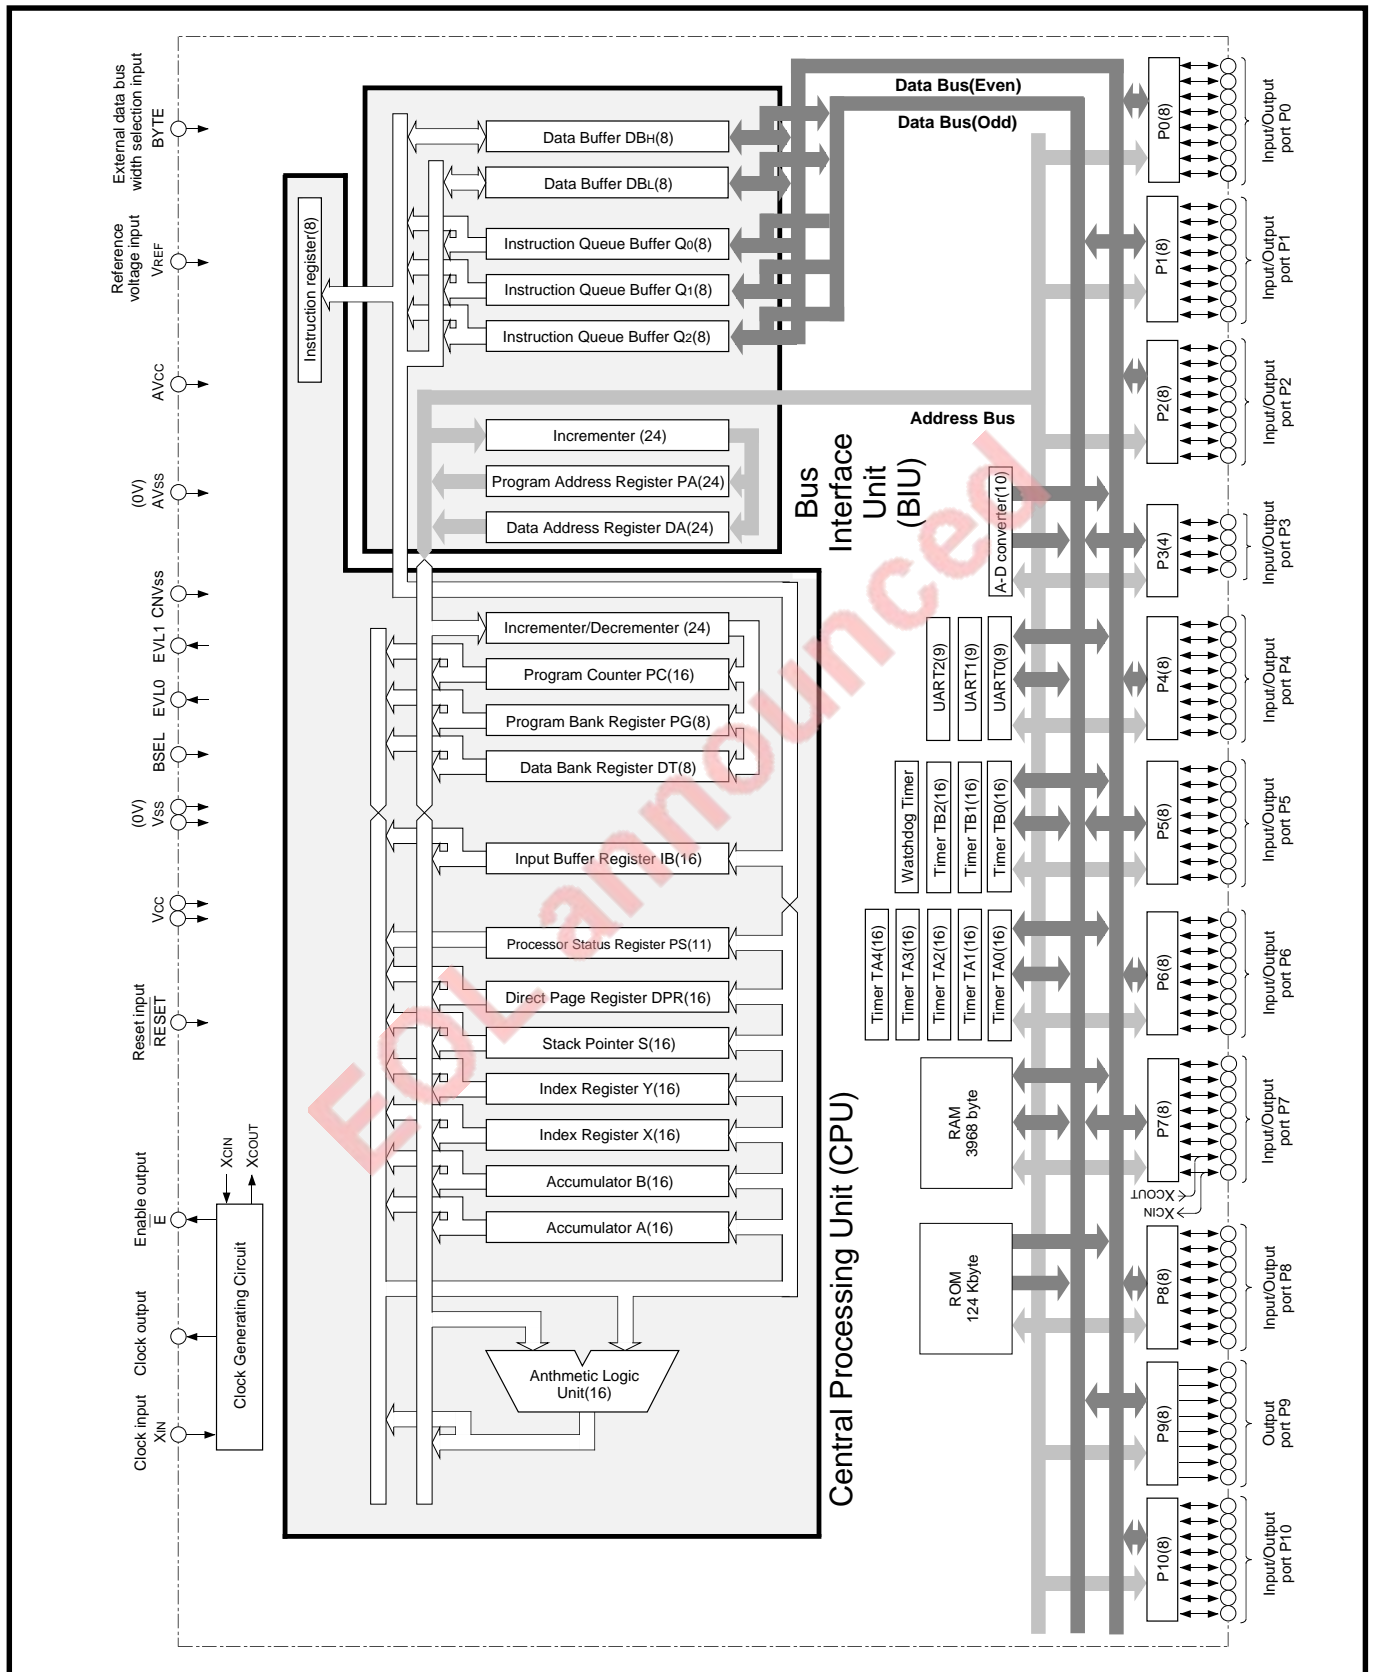 External data bus
width selection input
BYTE
Reference
voltage input
VREF
AVCC
(0V)
AVSS
CNVSS
EVL1
EVL0
BSEL
(0V)
VSS
VCC
Reset input
RESET
XCIN
XCOUT
Enable output
E
Clock output
Clock input
XIN
Clock Generating Circuit
Instruction register(8)
Data Buffer DBH(8)
Data Buffer DBL(8)
Instruction Queue Buffer Q0(8)
Instruction Queue Buffer Q1(8)
Instruction Queue Buffer Q2(8)
Incrementer (24)
Program Address Register PA(24)
Data Address Register DA(24)
Bus
Interface
Unit
(BIU)
Incrementer/Decrementer (24)
Program Counter PC(16)
Program Bank Register PG(8)
Data Bank Register DT(8)
Input Buffer Register IB(16)
Processor Status Register PS(11)
Direct Page Register DPR(16)
Stack Pointer S(16)
Index Register Y(16)
Index Register X(16)
Accumulator B(16)
Accumulator A(16)
Anthmetic Logic
Unit(16)
Central Processing Unit (CPU)
Data Bus(Even)
Data Bus(Odd)
Address Bus
A-D converter(10)
UART2(9)
UART1(9)
UART0(9)
Watchdog Timer
Timer TB2(16)
Timer TB1(16)
Timer TB0(16)
Timer TA4(16)
Timer TA3(16)
Timer TA2(16)
Timer TA1(16)
Timer TA0(16)
RAM
3968 byte
ROM
124 Kbyte
P0(8)
Input/Output
port P0
P1(8)
Input/Output
port P1
P2(8)
Input/Output
port P2
P3(4)
Input/Output
port P3
P4(8)
Input/Output
port P4
P5(8)
Input/Output
port P5
P6(8)
Input/Output
port P6
P7(8)
Input/Output
port P7
XCOUT
XCIN
P8(8)
Input/Output
port P8
P9(8)
Output
port P9
P10(8)
Input/Output
port P10
EOL announced